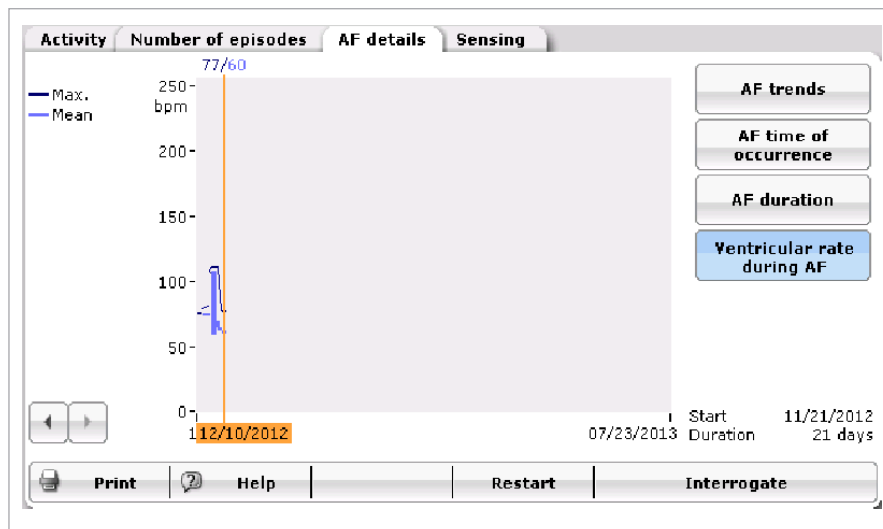 Activity Number of episodes AF details Sensing
77/60
Max.
Mean
250
bpm
200
150
100
50
0
AF trends
AF time of
occurrence
AF duration
Ventricular rate
during AF
1 12/10/2012
07/23/2013
Start 11/21/2012
Duration 21 days
Print Help Restart Interrogate